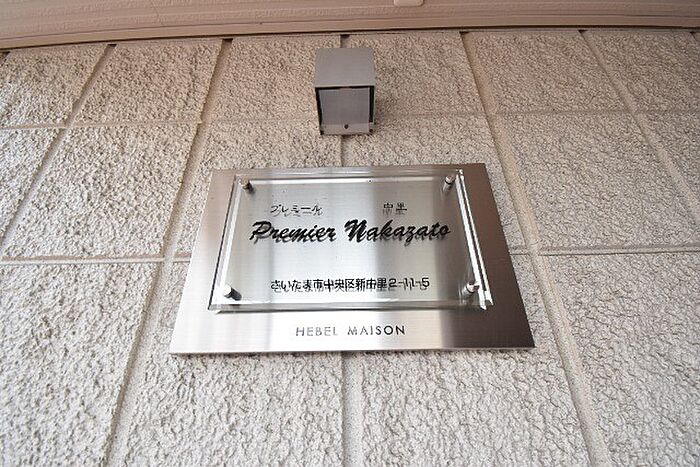 プレミール 中里
Premier Nakazato
さいたま市中央区新中里2-11-5
HEBEL MAISON